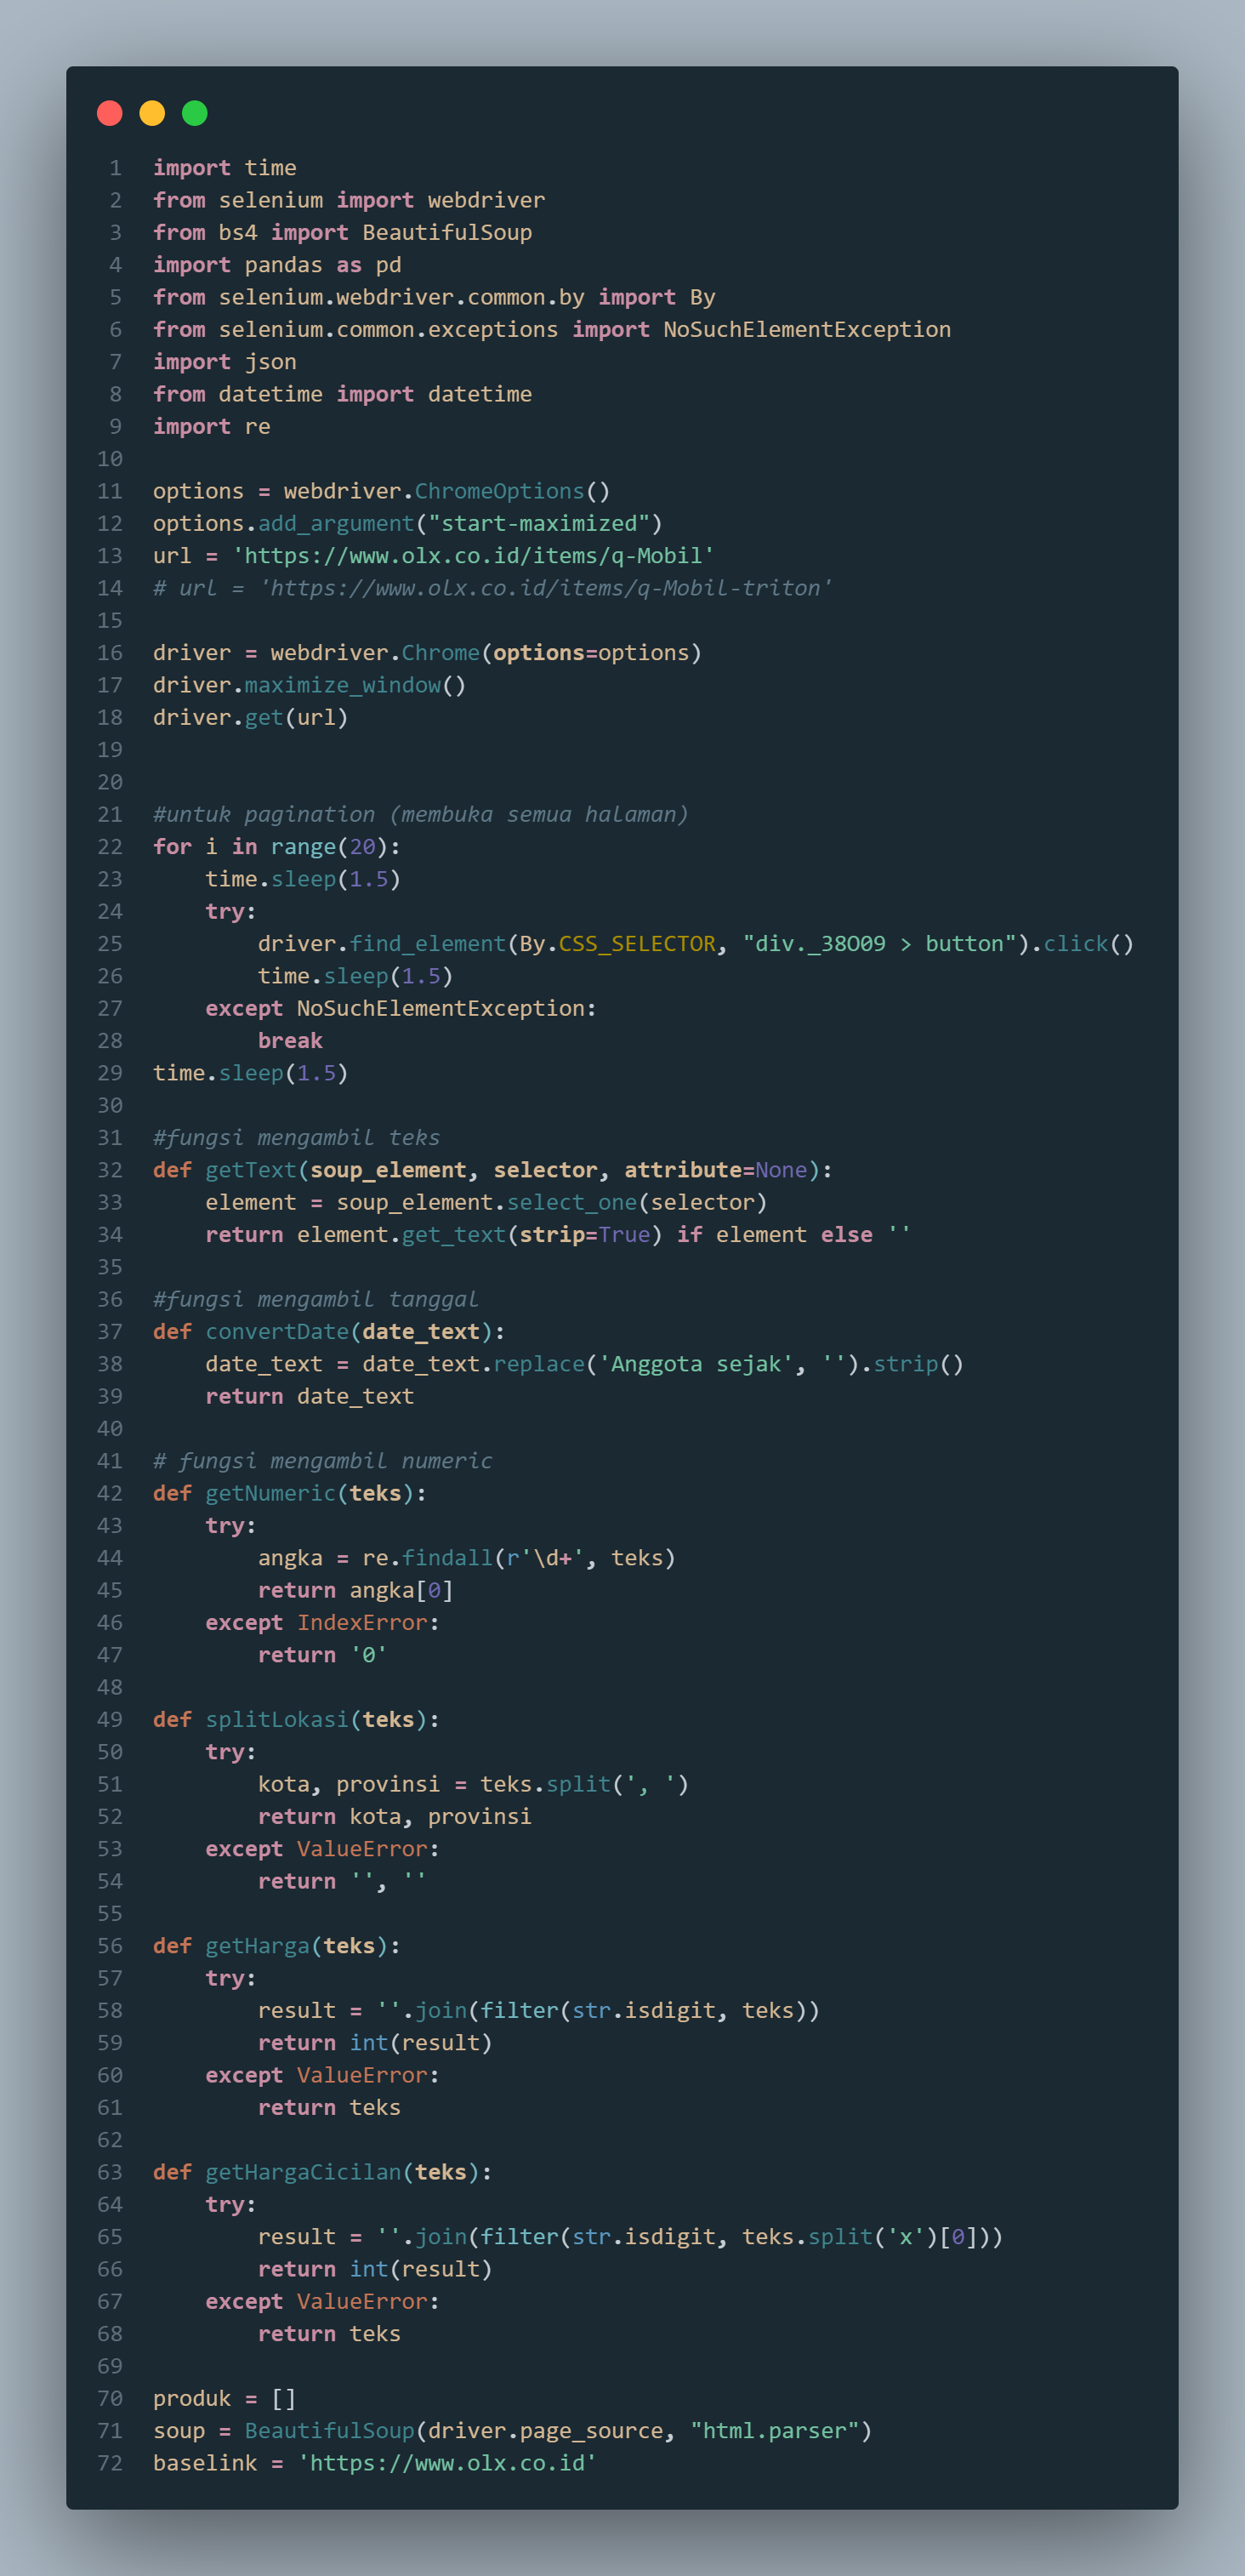 1 import time
2 from selenium import webdriver
3 from bs4 import BeautifulSoup
4 import pandas as pd
5 from selenium.webdriver.common.by import By
6 from selenium.common.exceptions import NoSuchElementException
7 import json
8 from datetime import datetime
9 import re
10
11 options = webdriver.ChromeOptions()
12 options.add_argument("start-maximized")
13 url = 'https://www.olx.co.id/items/q-Mobil'
14 # url = 'https://www.olx.co.id/items/q-Mobil-triton'
15
16 driver = webdriver.Chrome(options=options)
17 driver.maximize_window()
18 driver.get(url)
19
20
21 #untuk pagination (membuka semua halaman)
22 for i in range(20):
23     time.sleep(1.5)
24     try:
25         driver.find_element(By.CSS_SELECTOR, "div._38O09 > button").click()
26         time.sleep(1.5)
27     except NoSuchElementException:
28         break
29 time.sleep(1.5)
30
31 #fungsi mengambil teks
32 def getText(soup_element, selector, attribute=None):
33     element = soup_element.select_one(selector)
34     return element.get_text(strip=True) if element else ''
35
36 #fungsi mengambil tanggal
37 def convertDate(date_text):
38     date_text = date_text.replace('Anggota sejak', '').strip()
39     return date_text
40
41 # fungsi mengambil numeric
42 def getNumeric(teks):
43     try:
44         angka = re.findall(r'\d+', teks)
45         return angka[0]
46     except IndexError:
47         return '0'
48
49 def splitLokasi(teks):
50     try:
51         kota, provinsi = teks.split(', ')
52         return kota, provinsi
53     except ValueError:
54         return '', ''
55
56 def getHarga(teks):
57     try:
58         result = ''.join(filter(str.isdigit, teks))
59         return int(result)
60     except ValueError:
61         return teks
62
63 def getHargaCicilan(teks):
64     try:
65         result = ''.join(filter(str.isdigit, teks.split('x')[0]))
66         return int(result)
67     except ValueError:
68         return teks
69
70 produk = []
71 soup = BeautifulSoup(driver.page_source, "html.parser")
72 baselink = 'https://www.olx.co.id'